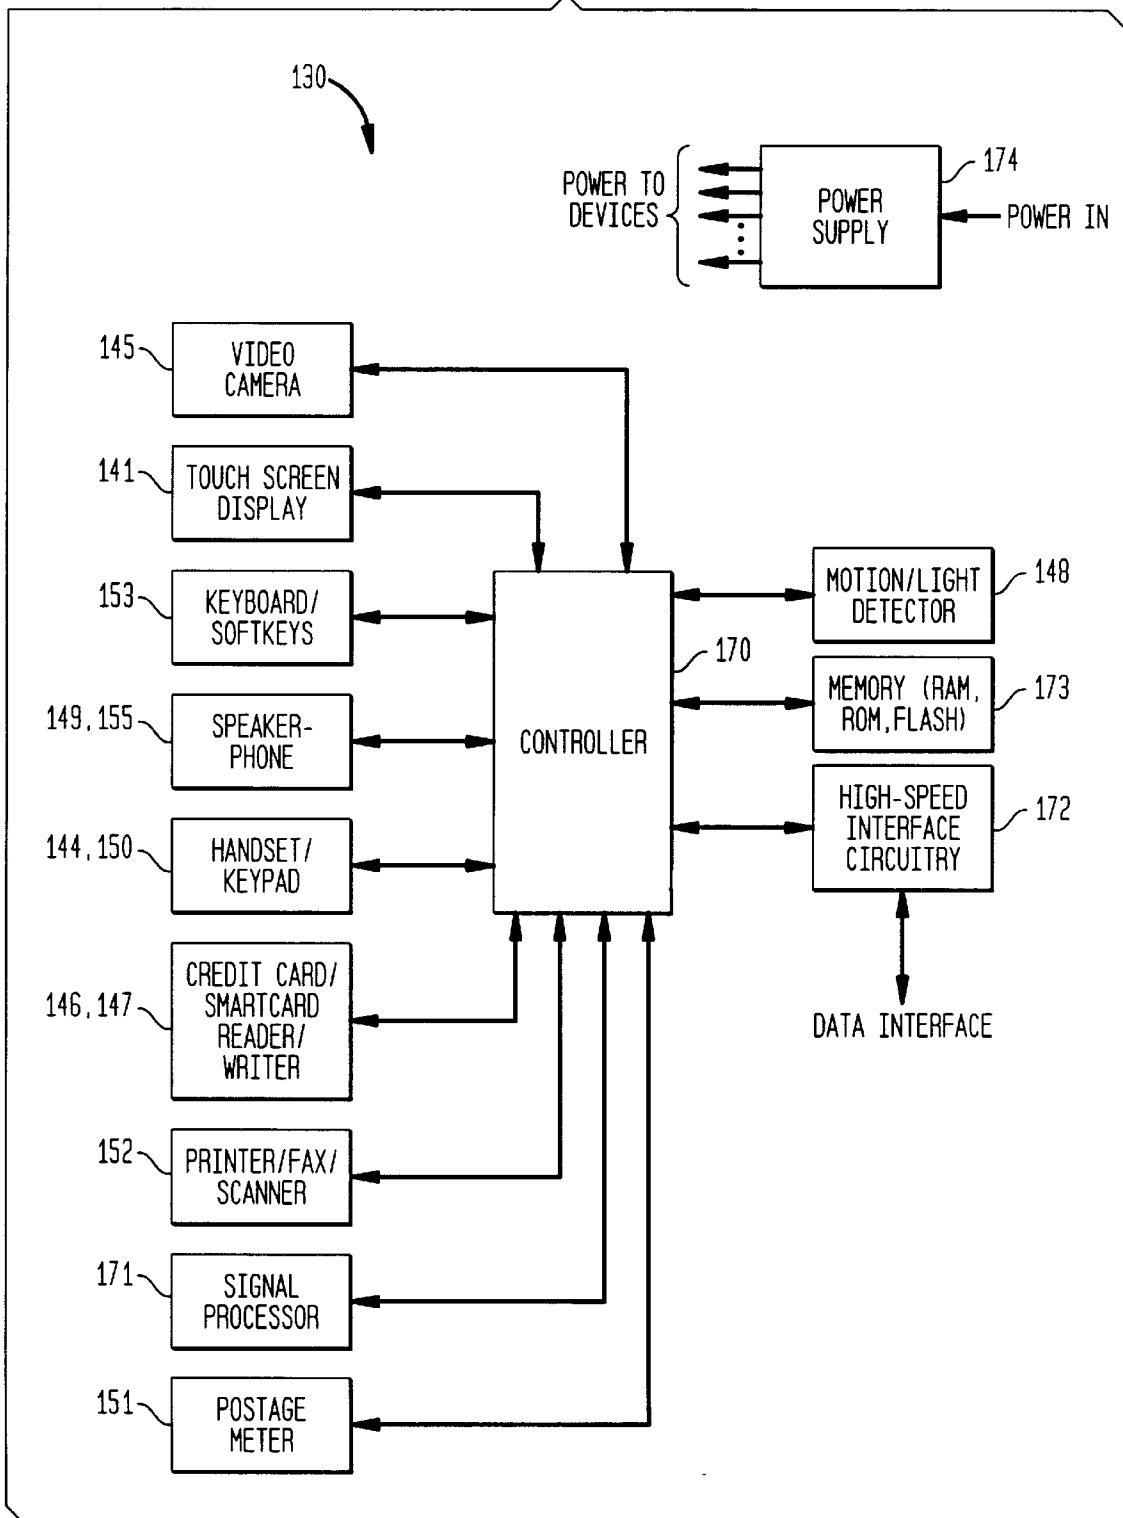 130
POWER TO
DEVICES
POWER
SUPPLY
174
POWER IN
145
VIDEO
CAMERA
141
TOUCH SCREEN
DISPLAY
153
KEYBOARD/
SOFTKEYS
149,155
SPEAKER-
PHONE
144,150
HANDSET/
KEYPAD
146,147
CREDIT CARD/
SMARTCARD
READER/
WRITER
152
PRINTER/FAX/
SCANNER
171
SIGNAL
PROCESSOR
151
POSTAGE
METER
CONTROLLER
170
MOTION/LIGHT
DETECTOR
148
MEMORY (RAM,
ROM,FLASH)
173
HIGH-SPEED
INTERFACE
CIRCUITRY
172
DATA INTERFACE